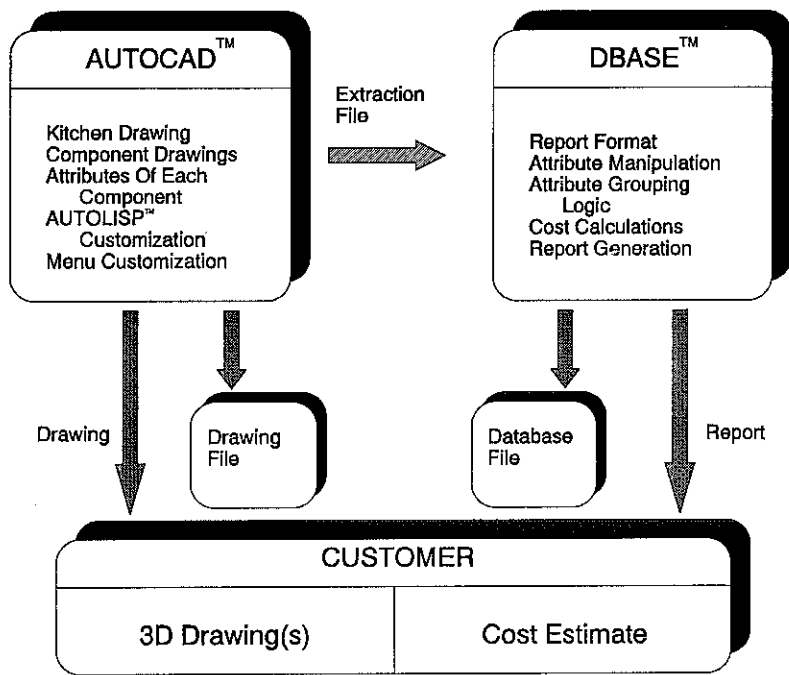 AUTOCAD™
Kitchen Drawing
Component Drawings
Attributes Of Each
Component
AUTOLISP™
Customization
Menu Customization
Extraction
File
DBASE™
Report Format
Attribute Manipulation
Attribute Grouping
Logic
Cost Calculations
Report Generation
Drawing
Drawing
File
Database
File
Report
CUSTOMER
3D Drawing(s)
Cost Estimate